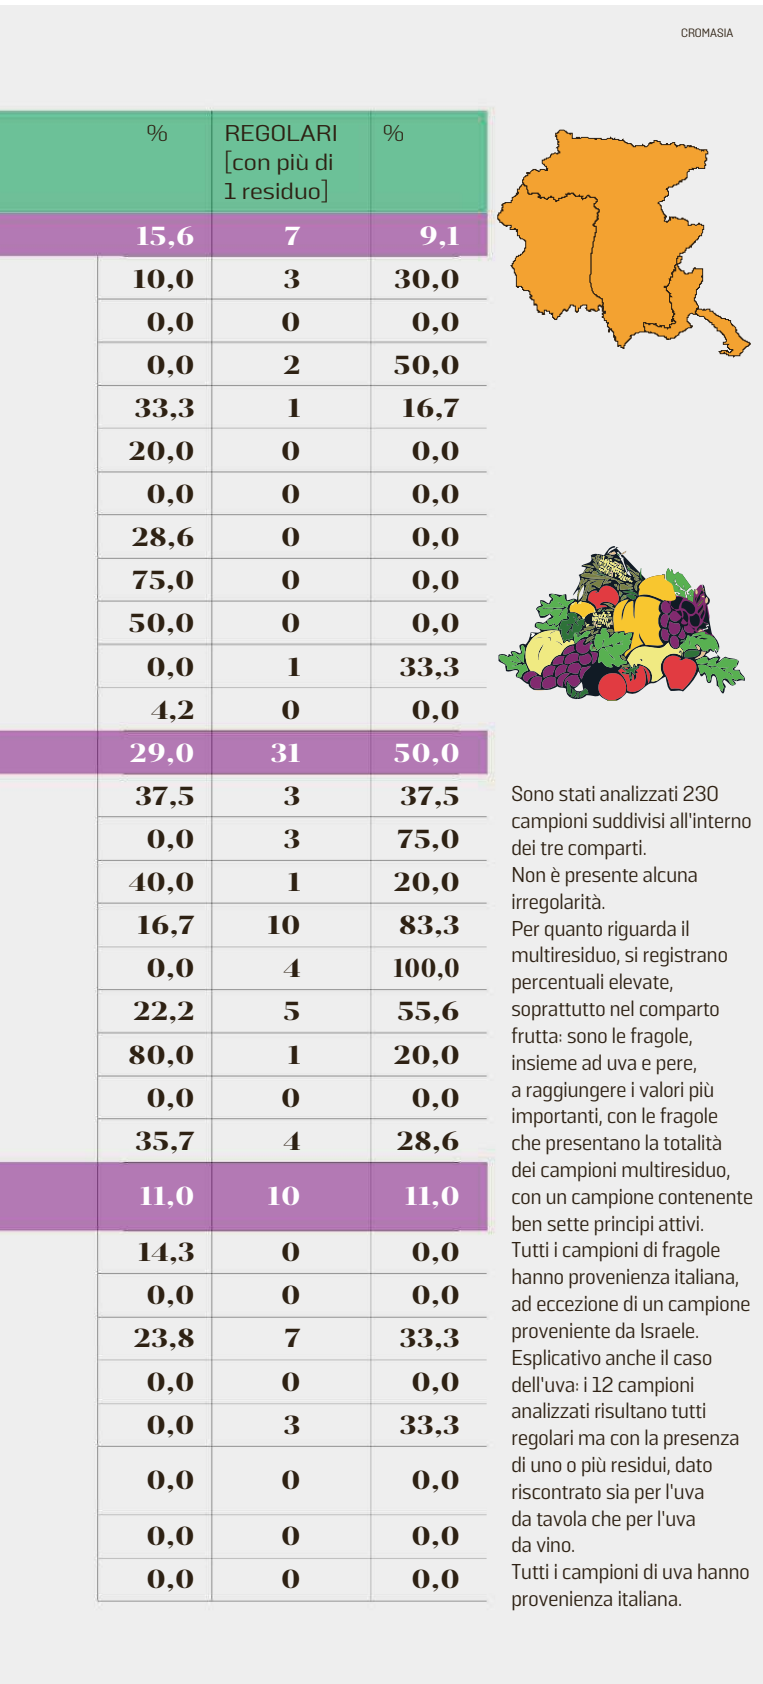 CROMASIA
% REGOLARI %
[con più di
1 residuo]
15,6 7 9,1
10,0 3 30,0
0,0 0 0,0
0,0 2 50,0
33,3 1 16,7
20,0 0 0,0
0,0 0 0,0
28,6 0 0,0
75,0 0 0,0
50,0 0 0,0
0,0 1 33,3
4,2 0 0,0
29,0 31 50,0
37,5 3 37,5
0,0 3 75,0
40,0 1 20,0
16,7 10 83,3
0,0 4 100,0
22,2 5 55,6
80,0 1 20,0
0,0 0 0,0
35,7 4 28,6
11,0 10 11,0
14,3 0 0,0
0,0 0 0,0
23,8 7 33,3
0,0 0 0,0
0,0 3 33,3
0,0 0 0,0
0,0 0 0,0
0,0 0 0,0
Sono stati analizzati 230
campioni suddivisi all'interno
dei tre comparti.
Non è presente alcuna
irregolarità.
Per quanto riguarda il
multiresiduo, si registrano
percentuali elevate,
soprattutto nel comparto
frutta: sono le fragole,
insieme ad uva e pere,
a raggiungere i valori più
importanti, con le fragole
che presentano la totalità
dei campioni multiresiduo,
con un campione contenente
ben sette principi attivi.
Tutti i campioni di fragole
hanno provenienza italiana,
ad eccezione di un campione
proveniente da Israele.
Esplicativo anche il caso
dell'uva: i 12 campioni
analizzati risultano tutti
regolari ma con la presenza
di uno o più residui, dato
riscontrato sia per l'uva
da tavola che per l'uva
da vino.
Tutti i campioni di uva hanno
provenienza italiana.